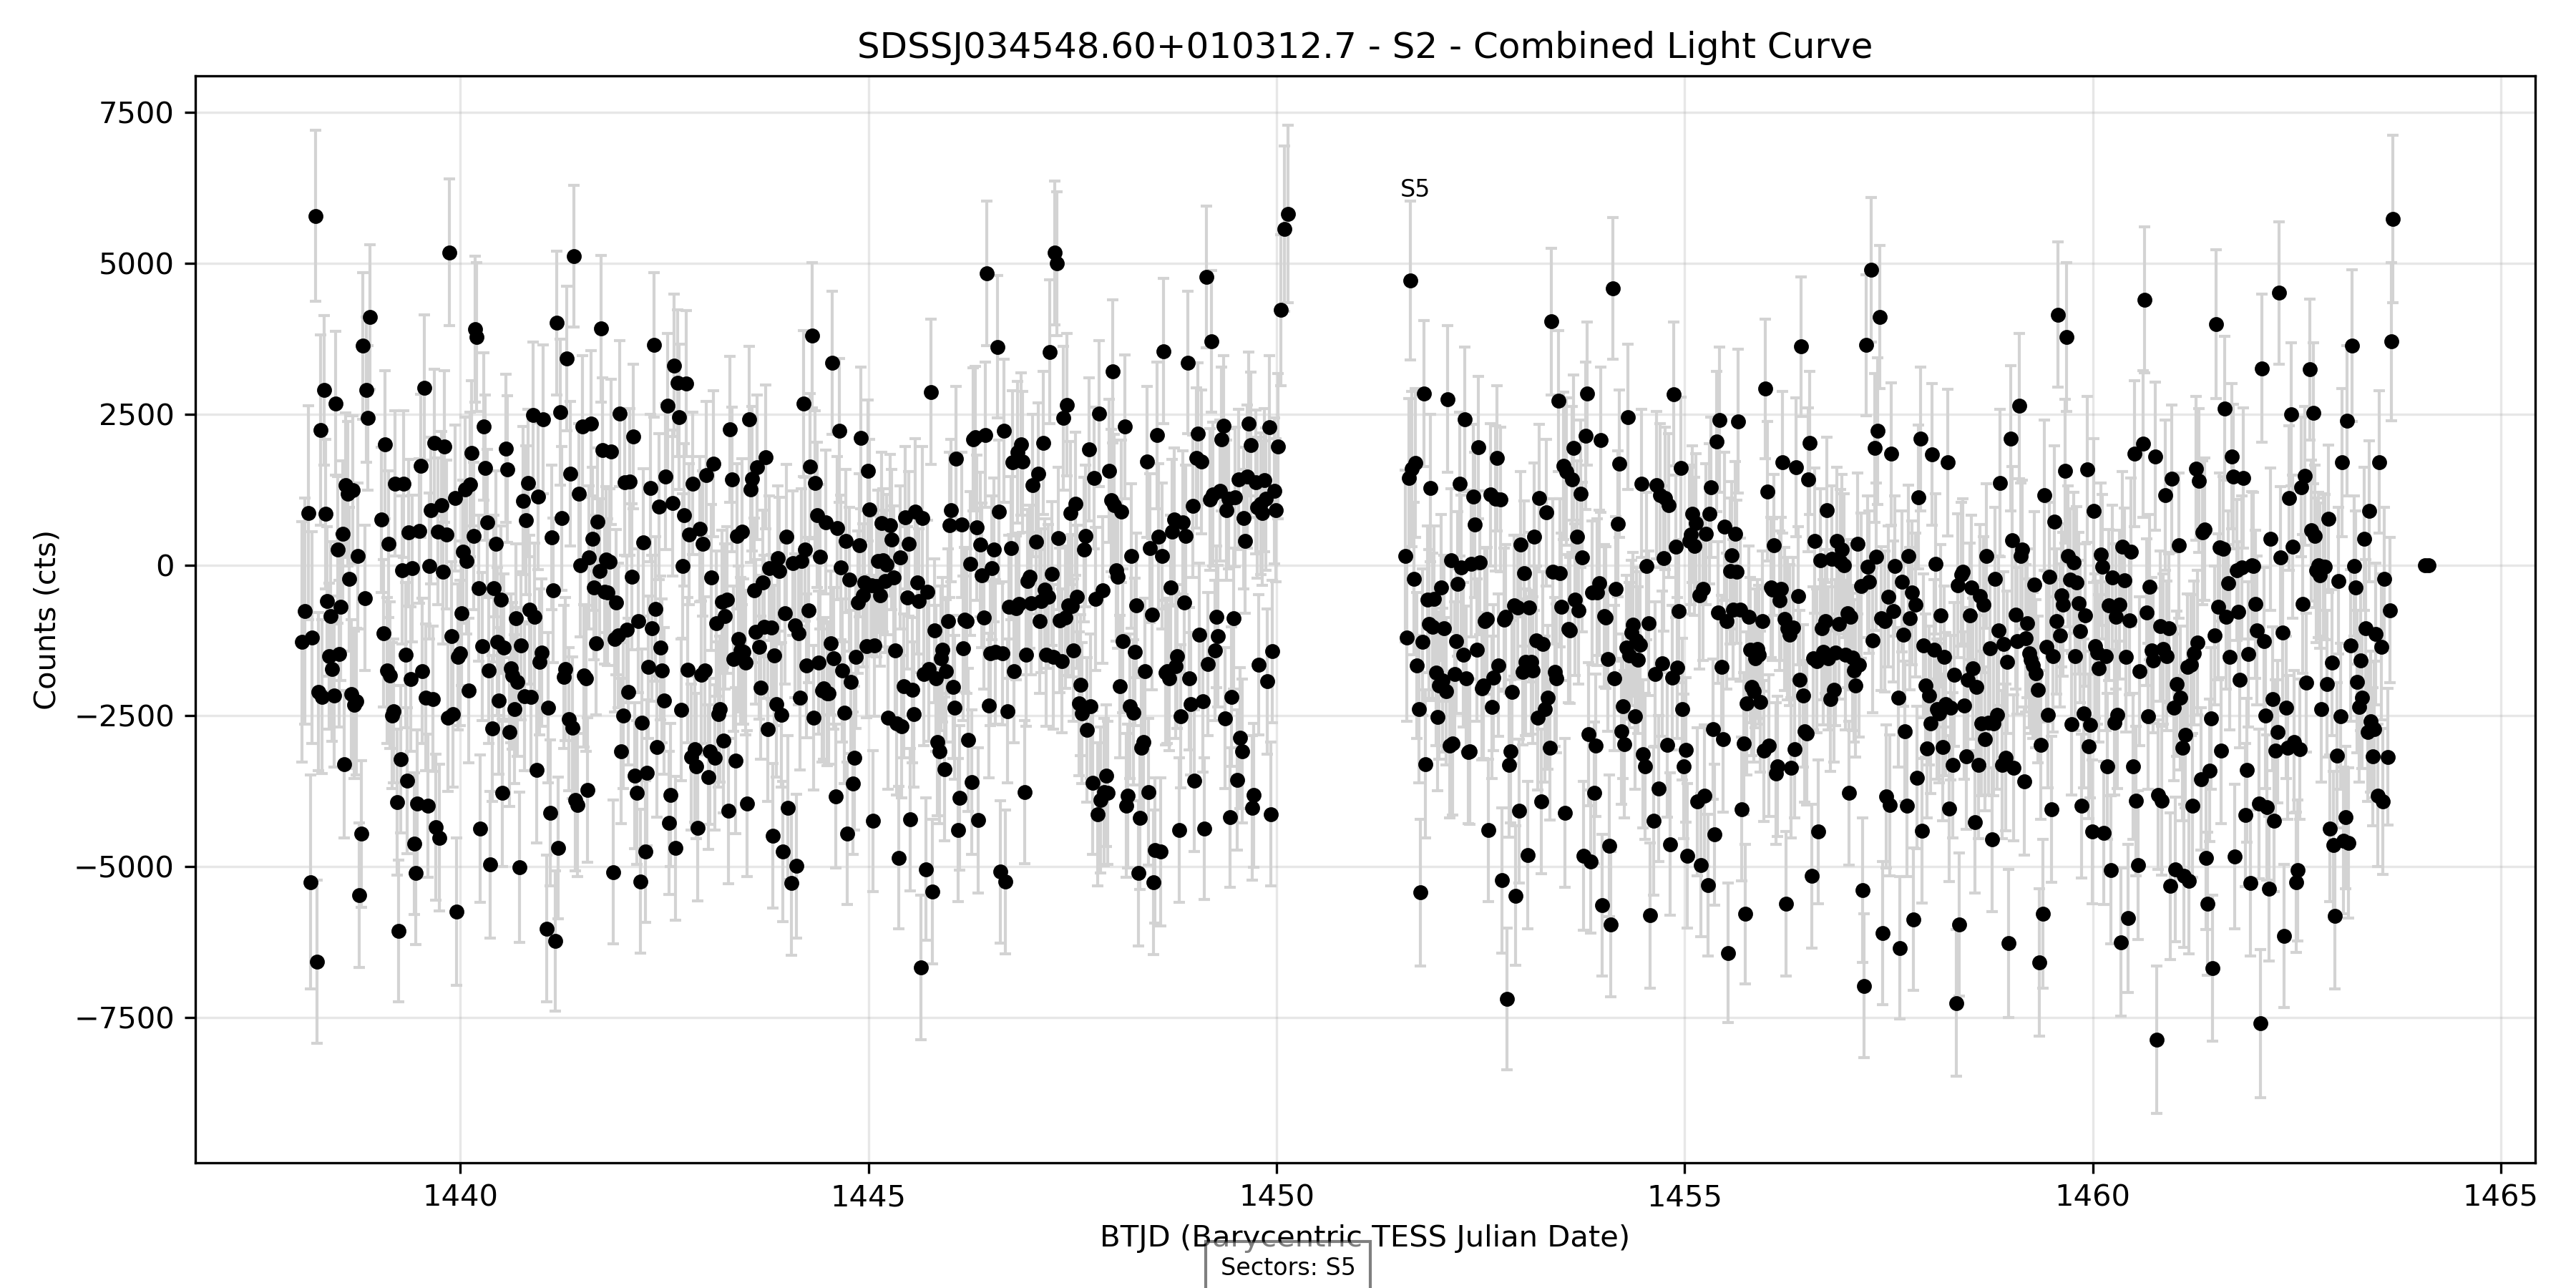 SDSSJ034548.60+010312.7 - S2 - Combined Light Curve
7500
5000
2500
0
−2500
−5000
−7500
Counts (cts)
S5
1440
1445
1450
1455
1460
1465
BTJD (Barycentric TESS Julian Date)
Sectors: S5